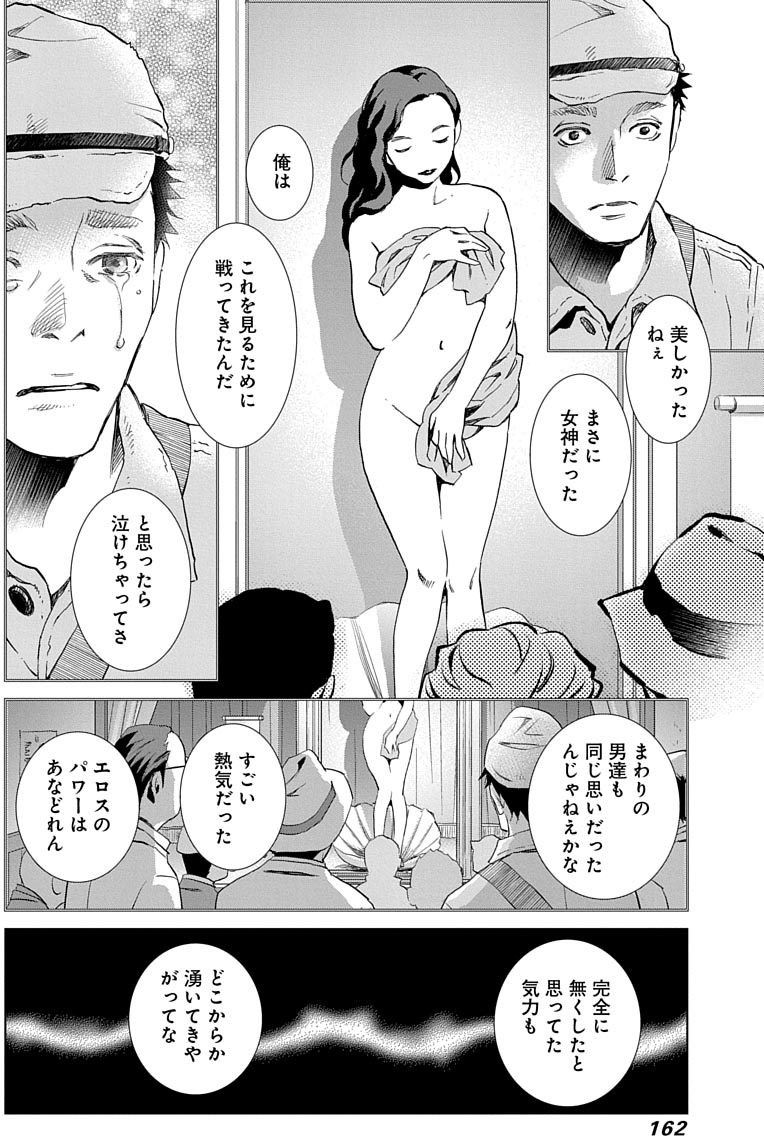 美しかった
ねぇ
まさに
女神だった
俺は
これを見るために
戦ってきたんだ
と思ったら
泣けちゃってさ
まわりの
男達も
同じ思いだった
んじゃねえかな
すごい
熱気だった
エロスの
パワーは
あなどれん
完全に
無くしたと
思ってた
気力も
どこからか
湧いてきや
がってな
162